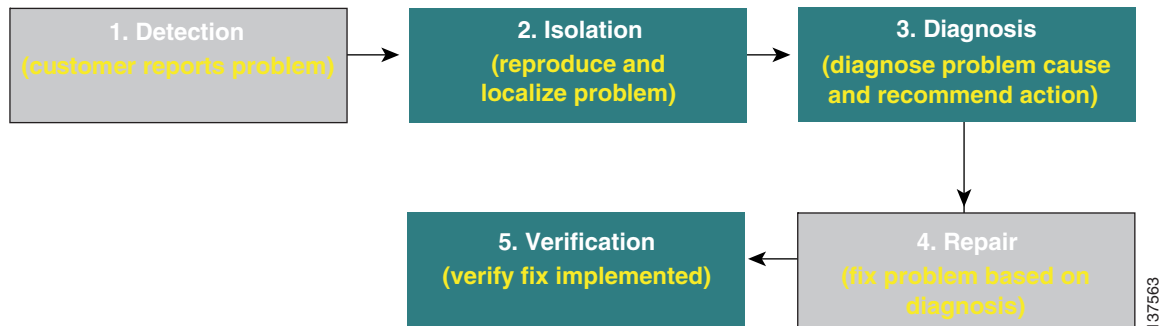 1. Detection
(customer reports problem)
2. Isolation
(reproduce and
localize problem)
3. Diagnosis
(diagnose problem cause
and recommend action)
4. Repair
(fix problem based on
diagnosis)
5. Verification
(verify fix implemented)
137563